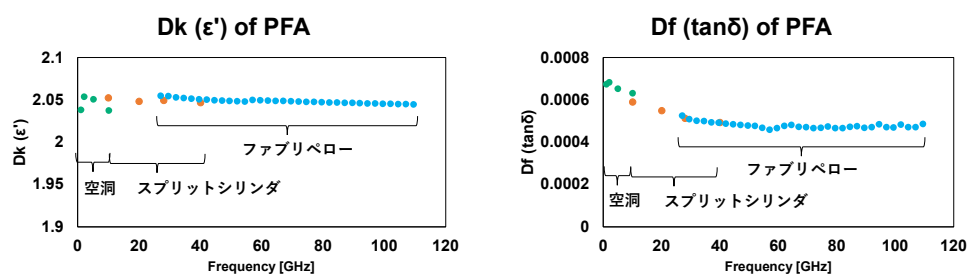 Dk (ε') of PFA
Dk (ε')
2.1
2.05
2
1.95
1.9
ファブリペロー
空洞
スプリットシリンダ
0
20
40
60
80
100
120
Frequency [GHz]
Df (tanδ) of PFA
Df (tanδ)
0.0008
0.0006
0.0004
0.0002
0
ファブリペロー
空洞
スプリットシリンダ
0
20
40
60
80
100
120
Frequency [GHz]